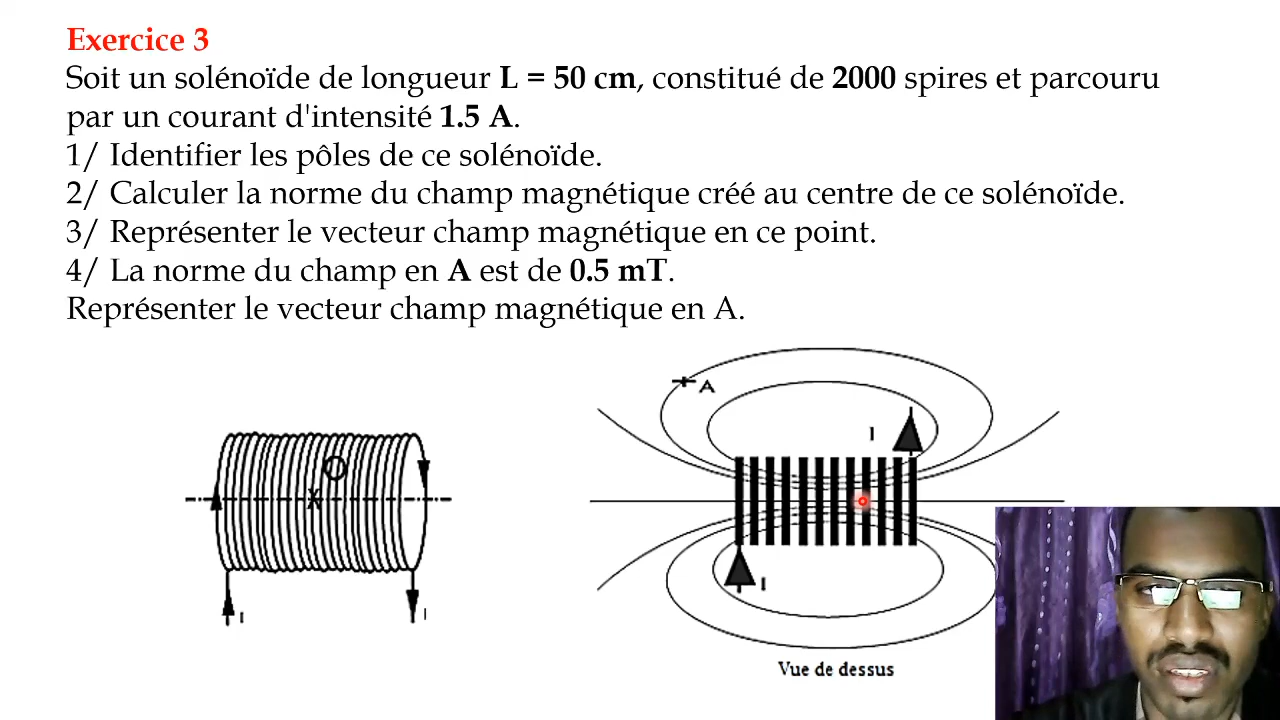 Exercice 3
Soit un solénoïde de longueur L = 50 cm, constitué de 2000 spires et parcouru
par un courant d'intensité 1.5 A.
1/ Identifier les pôles de ce solénoïde.
2/ Calculer la norme du champ magnétique créé au centre de ce solénoïde.
3/ Représenter le vecteur champ magnétique en ce point.
4/ La norme du champ en A est de 0.5 mT.
Représenter le vecteur champ magnétique en A.
A
I
O
X
I
I
I
Vue de dessus